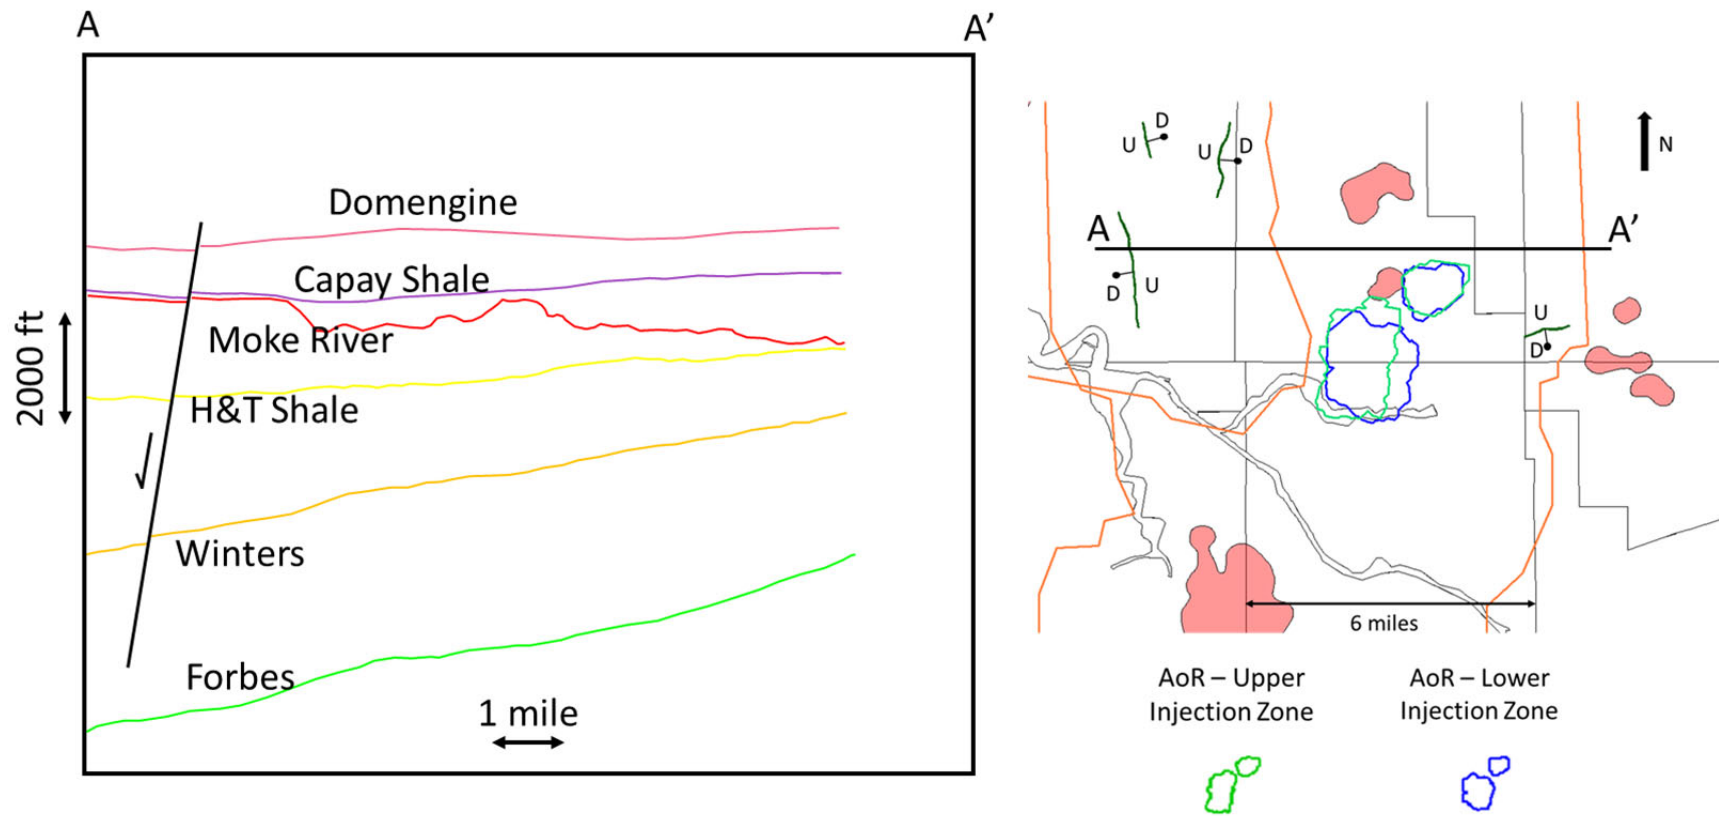 A
A’
Domengine
Capay Shale
Moke River
H&T Shale
Winters
Forbes
2000 ft
1 mile
D
U
U
D
N
A
A’
D
U
U
D
6 miles
AoR – Upper
Injection Zone
AoR – Lower
Injection Zone